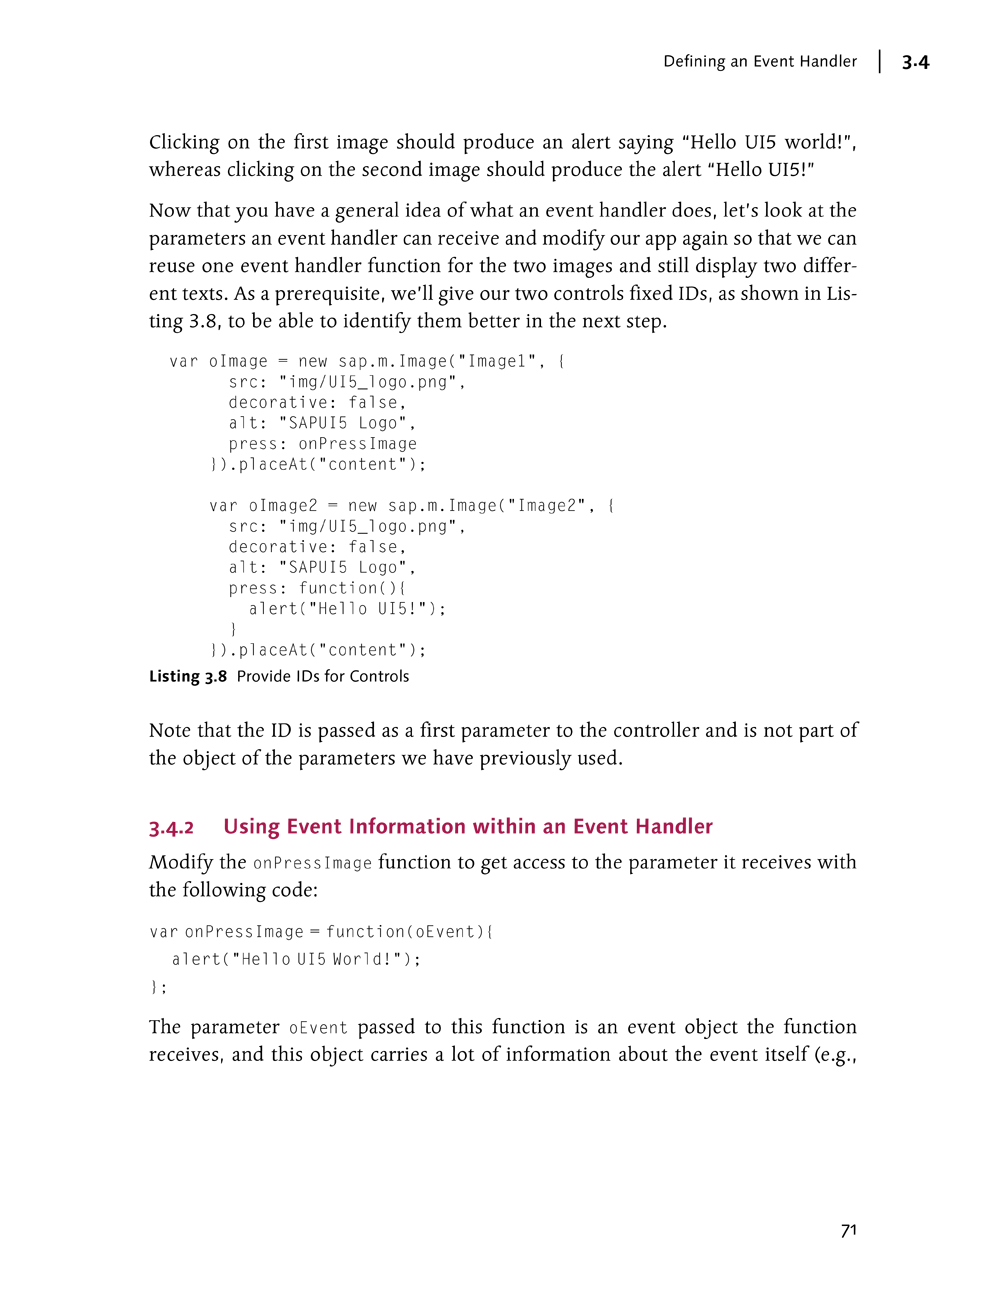 Defining an Event Handler | 3.4
Clicking on the first image should produce an alert saying “Hello UI5 world!”,
whereas clicking on the second image should produce the alert “Hello UI5!”
Now that you have a general idea of what an event handler does, let’s look at the
parameters an event handler can receive and modify our app again so that we can
reuse one event handler function for the two images and still display two differ-
ent texts. As a prerequisite, we’ll give our two controls fixed IDs, as shown in Lis-
ting 3.8, to be able to identify them better in the next step.
var oImage = new sap.m.Image("Image1", {
src: "img/UI5_logo.png",
decorative: false,
alt: "SAPUI5 Logo",
press: onPressImage
}).placeAt("content");
var oImage2 = new sap.m.Image("Image2", {
src: "img/UI5_logo.png",
decorative: false,
alt: "SAPUI5 Logo",
press: function(){
alert("Hello UI5!");
}
}).placeAt("content");
Listing 3.8 Provide IDs for Controls
Note that the ID is passed as a first parameter to the controller and is not part of
the object of the parameters we have previously used.
3.4.2 Using Event Information within an Event Handler
Modify the onPressImage function to get access to the parameter it receives with
the following code:
var onPressImage = function(oEvent){
alert("Hello UI5 World!");
};
The parameter oEvent passed to this function is an event object the function
receives, and this object carries a lot of information about the event itself (e.g.,
71